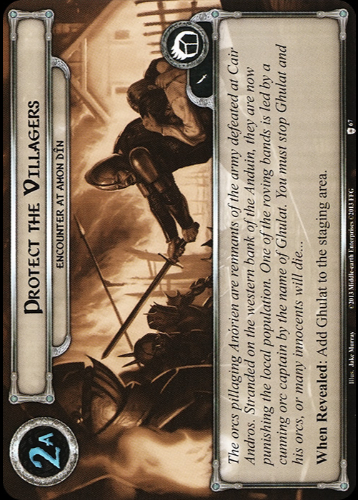 2A
PROTECT THE VILLAGERS
ENCOUNTER AT AMON DÎN
The orcs pillaging Anórien are remnants of the army defeated at Cair
Andros. Stranded on the western bank of the Anduin, they are now
punishing the local population. One of the roving bands is led by a
cunning orc captain by the name of Ghulat. You must stop Ghulat and
his orcs, or many innocents will die...
When Revealed: Add Ghulat to the staging area.
Illus. Jake Murray ©2013 Middle-earth Enterprises ©2013 FFG 67